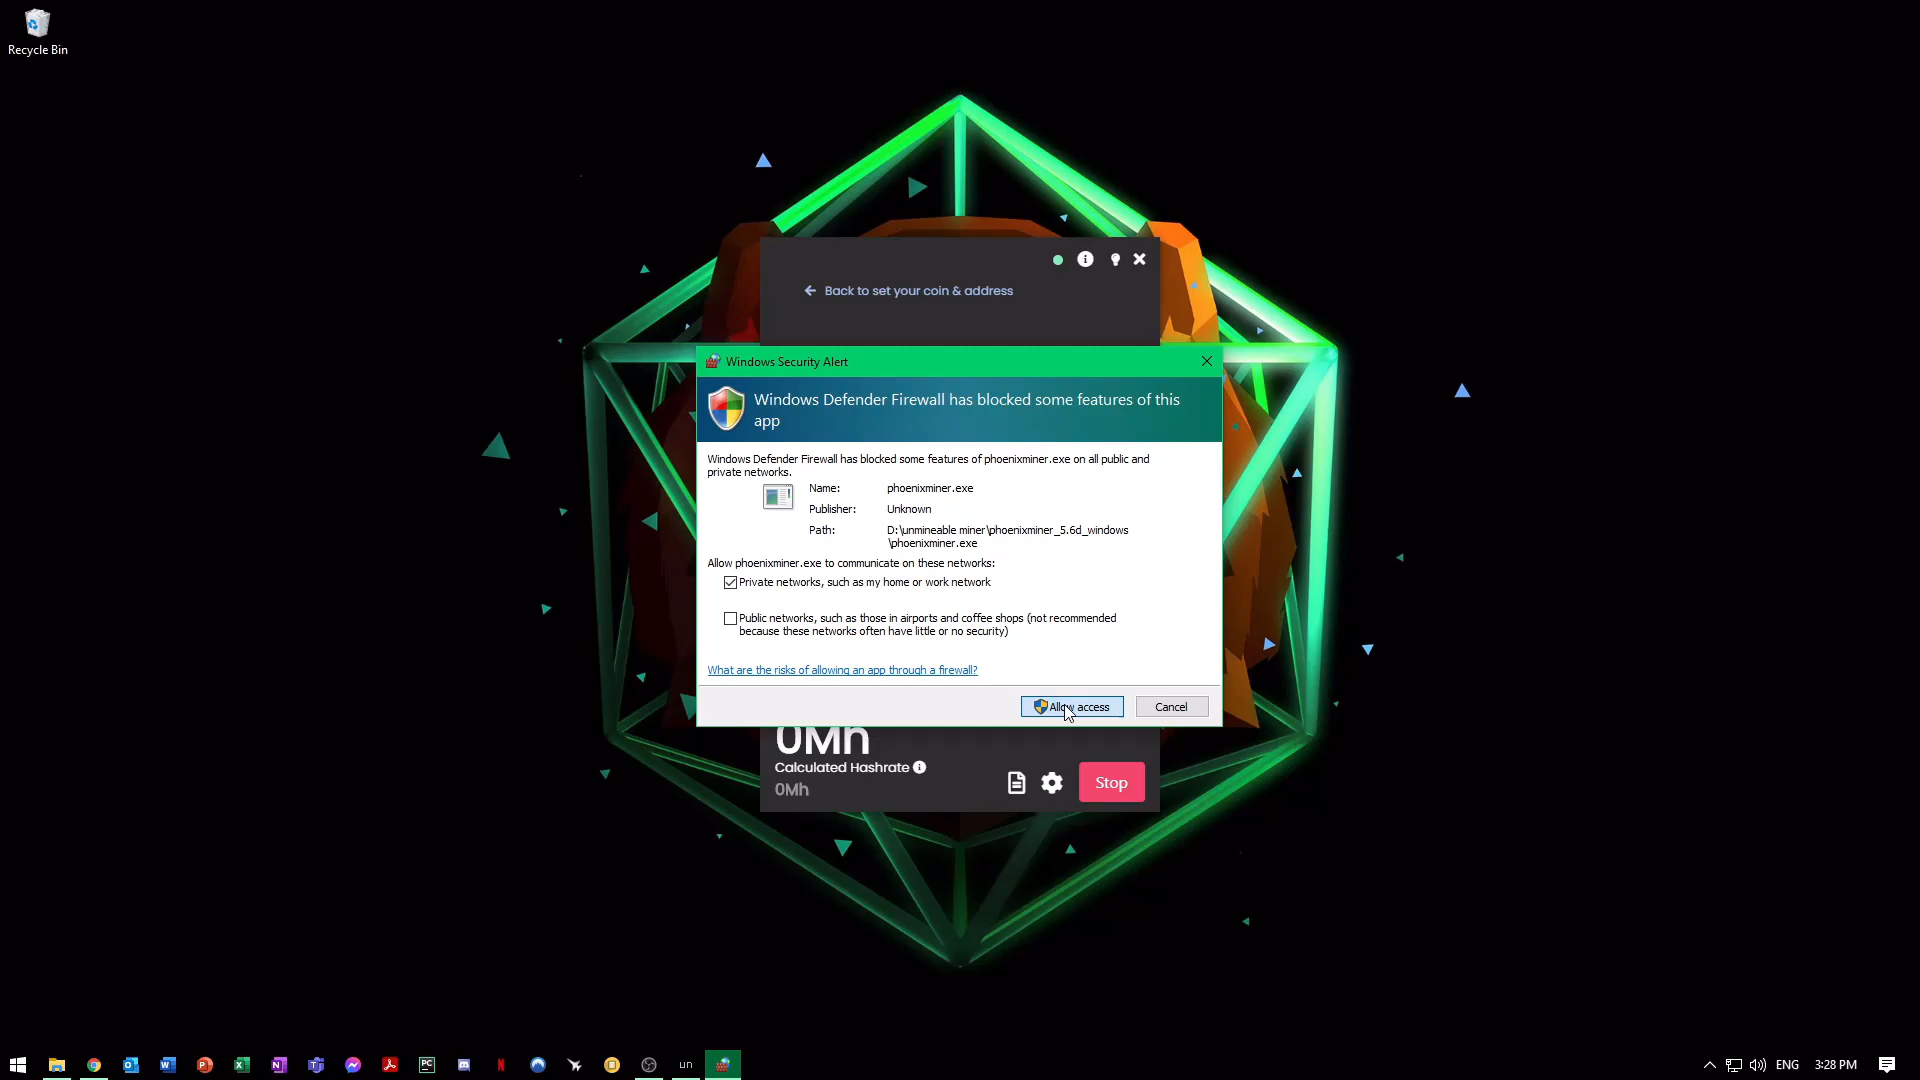 Recycle Bin
Back to set your coin & address
Windows Security Alert
Windows Defender Firewall has blocked some features of this
app
Windows Defender Firewall has blocked some features of phoenixminer.exe on all public and
private networks.
Name: phoenixminer.exe
Publisher: Unknown
Path: D:\unmineable miner\phoenixminer_5.6d_windows
\phoenixminer.exe
Allow phoenixminer.exe to communicate on these networks:
Private networks, such as my home or work network
Public networks, such as those in airports and coffee shops (not recommended
because these networks often have little or no security)
What are the risks of allowing an app through a firewall?
Allow access Cancel
0Mh
Calculated Hashrate
0Mh
Stop
un
ENG 3:28 PM